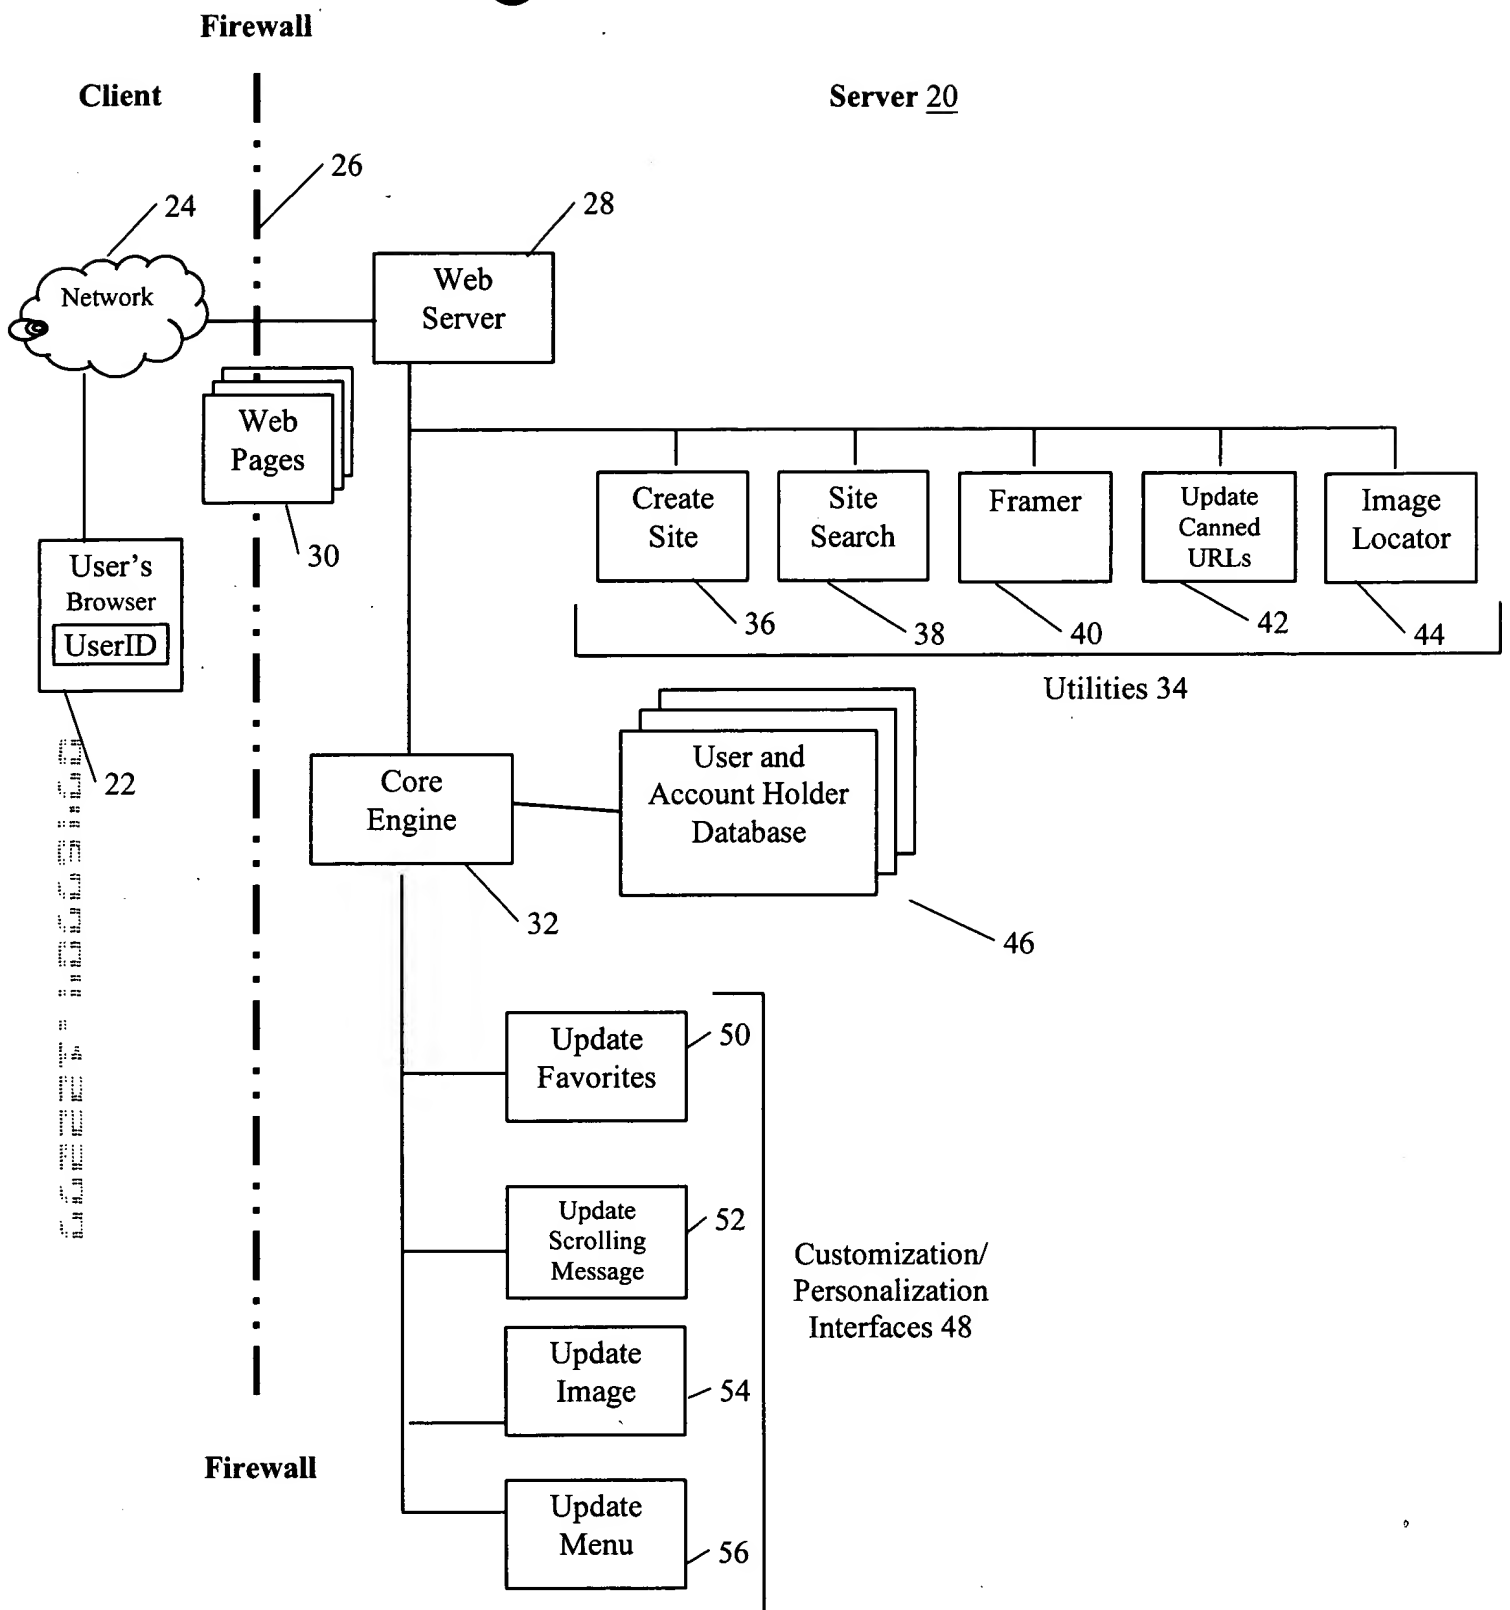 Firewall
Client
Server 20
26
24
28
Network
Web
Server
Web
Pages
30
Create
Site
Site
Search
Framer
Update
Canned
URLs
Image
Locator
36
38
40
42
44
Utilities 34
User's
Browser
UserID
22
Core
Engine
32
User and
Account Holder
Database
46
Update
Favorites
50
Update
Scrolling
Message
52
Customization/
Personalization
Interfaces 48
Update
Image
54
Firewall
Update
Menu
56